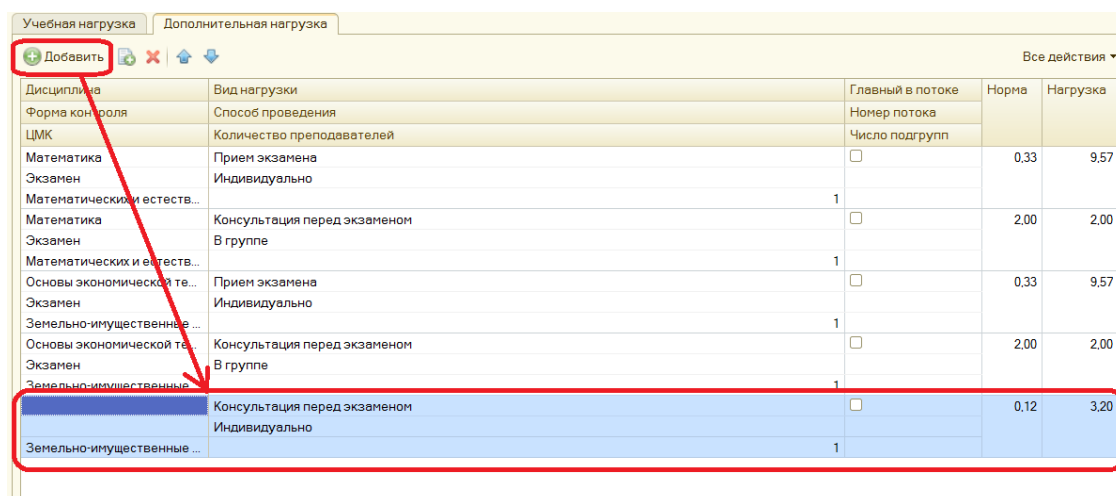 Учебная нагрузка Дополнительная нагрузка
Добавить Все действия
Дисциплина Вид нагрузки Главный в потоке Норма Нагрузка
Форма контроля Способ проведения Номер потока
ЦМК Количество преподавателей Число подгрупп
Математика Прием экзамена 0,33 9,57
Экзамен Индивидуально
Математических и естеств... 1
Математика Консультация перед экзаменом 2,00 2,00
Экзамен В группе
Математических и естеств... 1
Основы экономической те... Прием экзамена 0,33 9,57
Экзамен Индивидуально
Земельно-имущественные ... 1
Основы экономической те... Консультация перед экзаменом 2,00 2,00
Экзамен В группе
Земельно-имущественные 1
Консультация перед экзаменом 0,12 3,20
Индивидуально
Земельно-имущественные ... 1